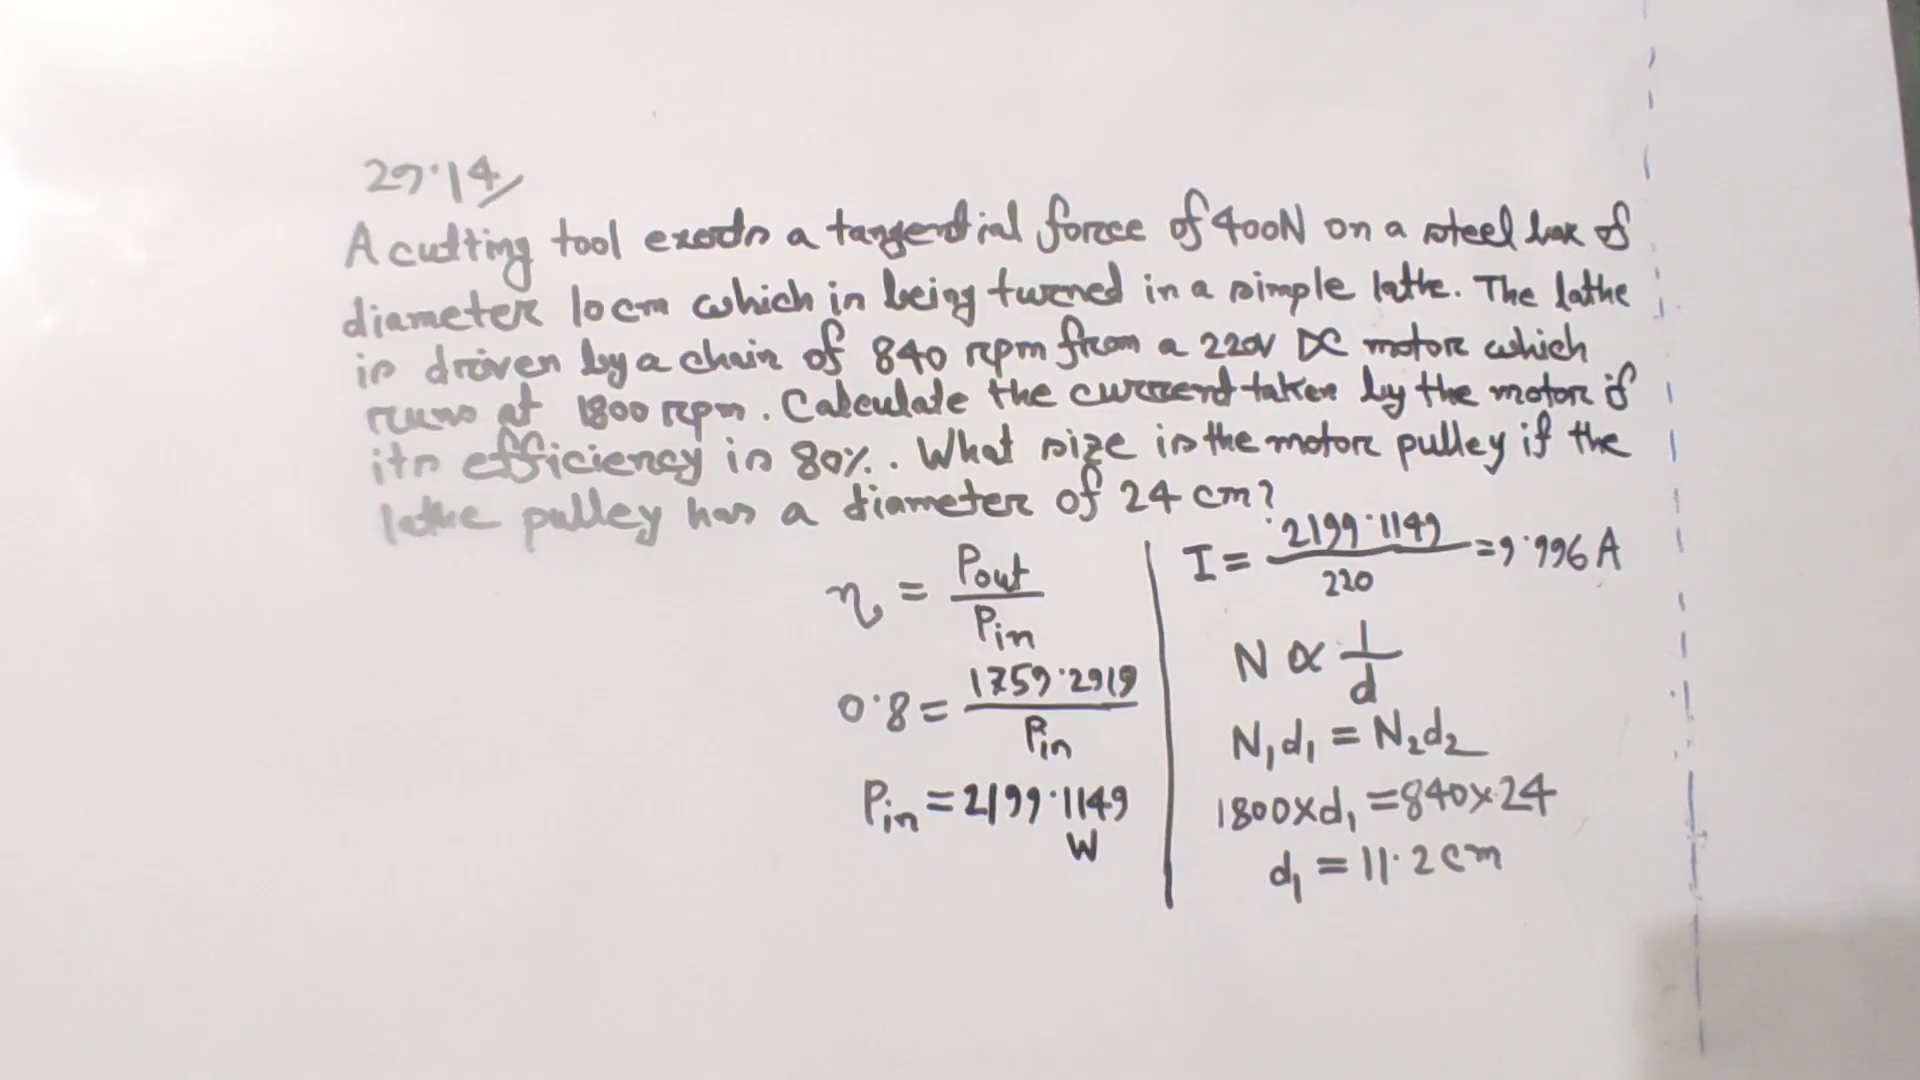 29.14/
A cutting tool exerts a tangential force of 400N on a steel bar of
diameter 10cm which is being turned in a simple lathe. The lathe
is driven by a chain of 840 rpm from a 220V DC motor which
runs at 1800 rpm. Calculate the current taken by the motor if
its efficiency is 80%. What size is the motor pulley if the
lathe pulley has a diameter of 24 cm?
η = Pout / Pin
0.8 = 1759.2919 / Pin
Pin = 2199.1149
W
I = 2199.1149 / 220 = 9.996 A
N ∝ 1/d
N₁d₁ = N₂d₂
1800×d₁ = 840×24
d₁ = 11.2 cm